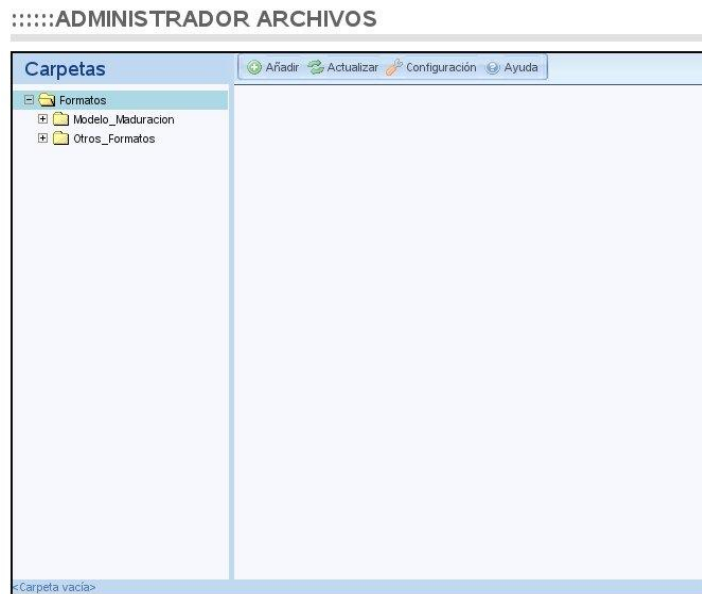 ::::::ADMINISTRADOR ARCHIVOS
Carpetas
Añadir Actualizar Configuración Ayuda
Formatos
Modelo_Maduracion
Otros_Formatos
<Carpeta vacía>